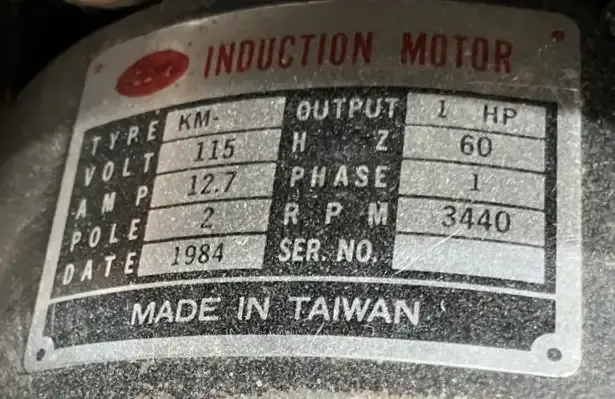 INDUCTION MOTOR
TYPE KM- OUTPUT 1 HP
VOLT 115 H Z 60
AMP 12.7 PHASE 1
POLE 2 R P M 3440
DATE 1984 SER. NO.
MADE IN TAIWAN